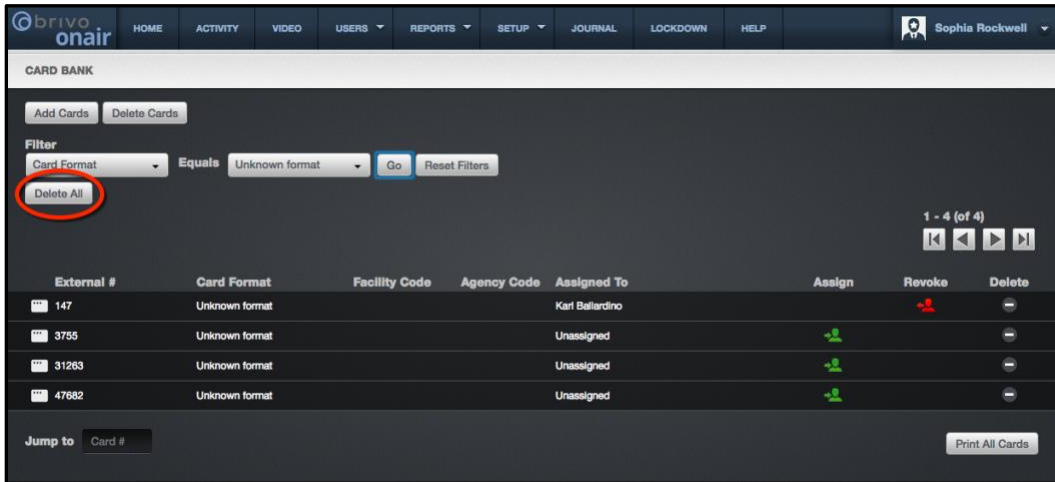 brivo
onair HOME ACTIVITY VIDEO USERS REPORTS SETUP JOURNAL LOCKDOWN HELP Sophia Rockwell
CARD BANK
Add Cards Delete Cards
Filter
Card Format Equals Unknown format Go Reset Filters
Delete All
1 - 4 (of 4)
External # Card Format Facility Code Agency Code Assigned To Assign Revoke Delete
147 Unknown format Karl Ballardino
3755 Unknown format Unassigned
31263 Unknown format Unassigned
47682 Unknown format Unassigned
Jump to Card # Print All Cards